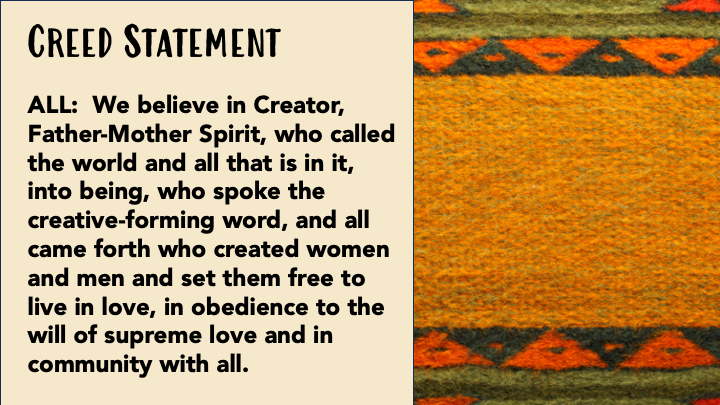 Creed Statement
ALL:  We believe in Creator,
Father-Mother Spirit, who called
the world and all that is in it,
into being, who spoke the
creative-forming word, and all
came forth who created women
and men and set them free to
live in love, in obedience to the
will of supreme love and in
community with all.